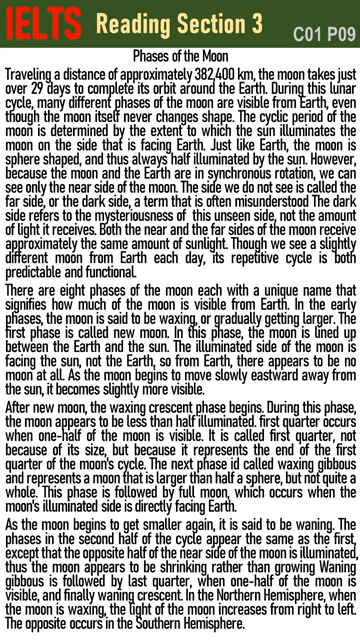 IELTS Reading Section 3 C01 P09
Phases of the Moon
Traveling a distance of approximately 382,400 km, the moon takes just
over 29 days to complete its orbit around the Earth. During this lunar
cycle, many different phases of the moon are visible from Earth, even
though the moon itself never changes shape. The cyclic period of the
moon is determined by the extent to which the sun illuminates the
moon on the side that is facing Earth. Just like Earth, the moon is
sphere shaped, and thus always half illuminated by the sun. However,
because the moon and the Earth are in synchronous rotation, we can
see only the near side of the moon. The side we do not see is called the
far side, or the dark side, a term that is often misunderstood The dark
side refers to the mysteriousness of this unseen side, not the amount
of light it receives. Both the near and the far sides of the moon receive
approximately the same amount of sunlight. Though we see a slightly
different moon from Earth each day, its repetitive cycle is both
predictable and functional.
There are eight phases of the moon each with a unique name that
signifies how much of the moon is visible from Earth. In the early
phases, the moon is said to be waxing, or gradually getting larger. The
first phase is called new moon. In this phase, the moon is lined up
between the Earth and the sun. The illuminated side of the moon is
facing the sun, not the Earth, so from Earth, there appears to be no
moon at all. As the moon begins to move slowly eastward away from
the sun, it becomes slightly more visible.
After new moon, the waxing crescent phase begins. During this phase,
the moon appears to be less than half illuminated. first quarter occurs
when one-half of the moon is visible. It is called first quarter, not
because of its size, but because it represents the end of the first
quarter of the moon's cycle. The next phase id called waxing gibbous
and represents a moon that is larger than half a sphere, but not quite a
whole. This phase is followed by full moon, which occurs when the
moon's illuminated side is directly facing Earth.
As the moon begins to get smaller again, it is said to be waning. The
phases in the second half of the cycle appear the same as the first,
except that the opposite half of the near side of the moon is illuminated,
thus the moon appears to be shrinking rather than growing Waning
gibbous is followed by last quarter, when one-half of the moon is
visible, and finally waning crescent. In the Northern Hemisphere, when
the moon is waxing, the light of the moon increases from right to left.
The opposite occurs in the Southern Hemisphere.